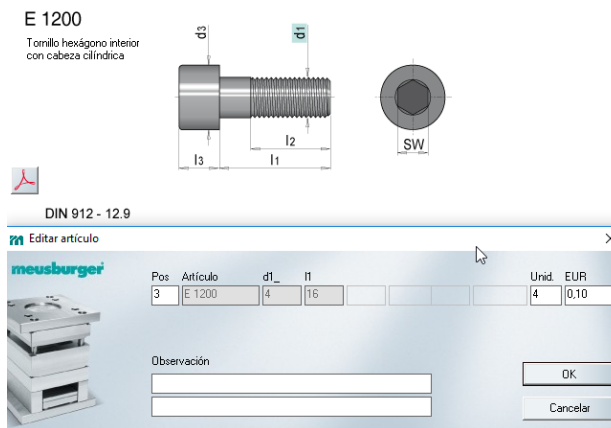 E 1200
Tornillo hexágono interior
con cabeza cilíndrica
d3
d1
l2
l3
l1
SW
DIN 912 - 12.9
Editar artículo
meusburger
Pos Artículo d1_ l1 Unid. EUR
3 E 1200 4 16 4 0,10
Observación
OK
Cancelar